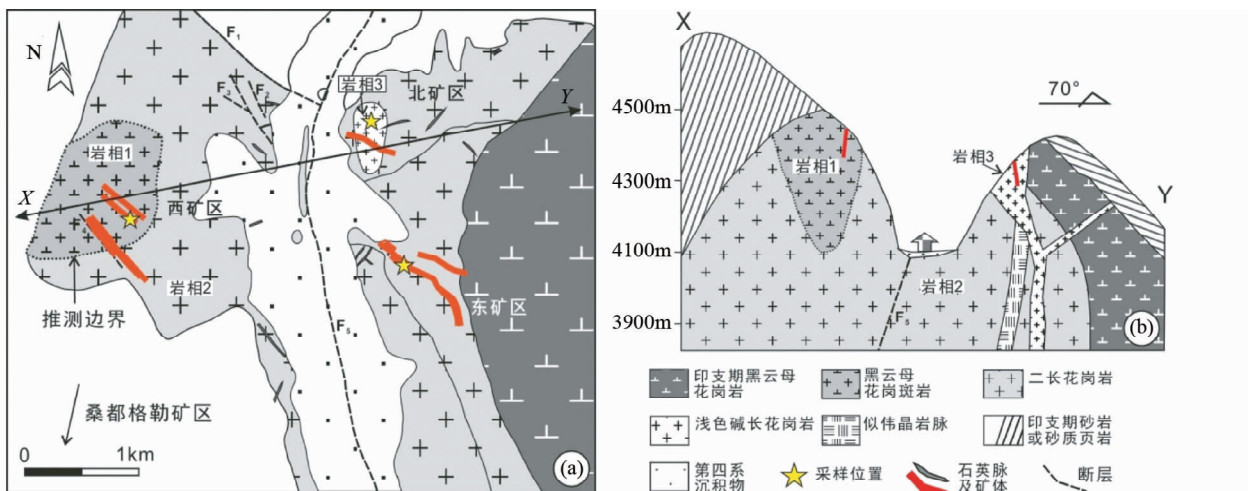 N
F₁
F₃
F₂
岩相3
北矿区
Y
岩相1
X
西矿区
岩相2
推测边界
F₅
东矿区
桑都格勒矿区
0 1km
(a)
X
70°
4500m
岩相1
岩相3
4300m
Y
4100m
岩相2
F₅
3900m
(b)
印支期黑云母
花岗岩
黑云母
花岗斑岩
二长花岗岩
浅色碱长花岗岩
似伟晶岩脉
印支期砂岩
或砂质页岩
第四系
沉积物
采样位置
石英脉
及矿体
断层